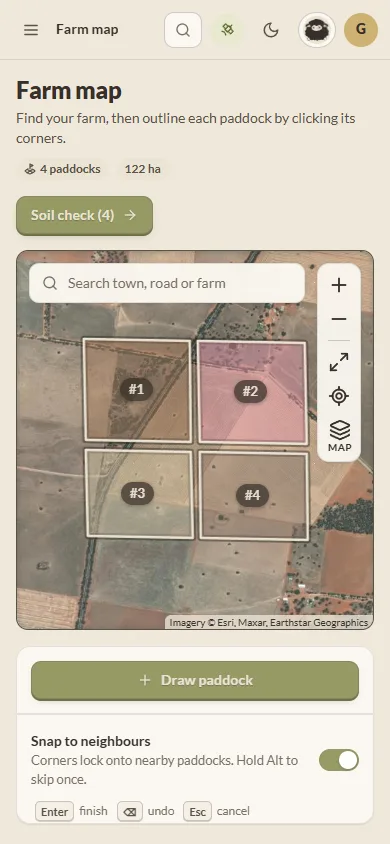 Farm map
G
Farm map
Find your farm, then outline each paddock by clicking its
corners.
4 paddocks 122 ha
Soil check (4) →
Search town, road or farm
MAP
#1
#2
#3
#4
Imagery © Esri, Maxar, Earthstar Geographics
+ Draw paddock
Snap to neighbours
Corners lock onto nearby paddocks. Hold Alt to
skip once.
Enter finish ⌫ undo Esc cancel